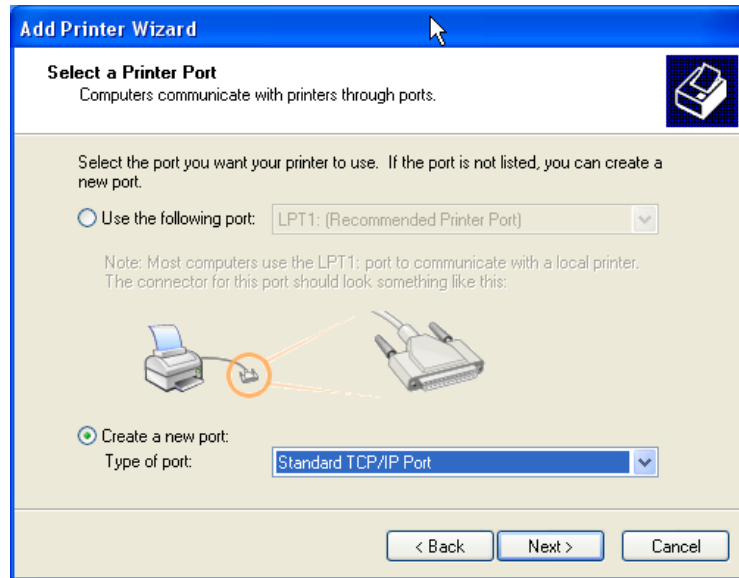 Add Printer Wizard
Select a Printer Port
Computers communicate with printers through ports.
Select the port you want your printer to use. If the port is not listed, you can create a
new port.
Use the following port: LPT1: (Recommended Printer Port)
Note: Most computers use the LPT1: port to communicate with a local printer.
The connector for this port should look something like this:
Create a new port:
Type of port: Standard TCP/IP Port
< Back Next > Cancel